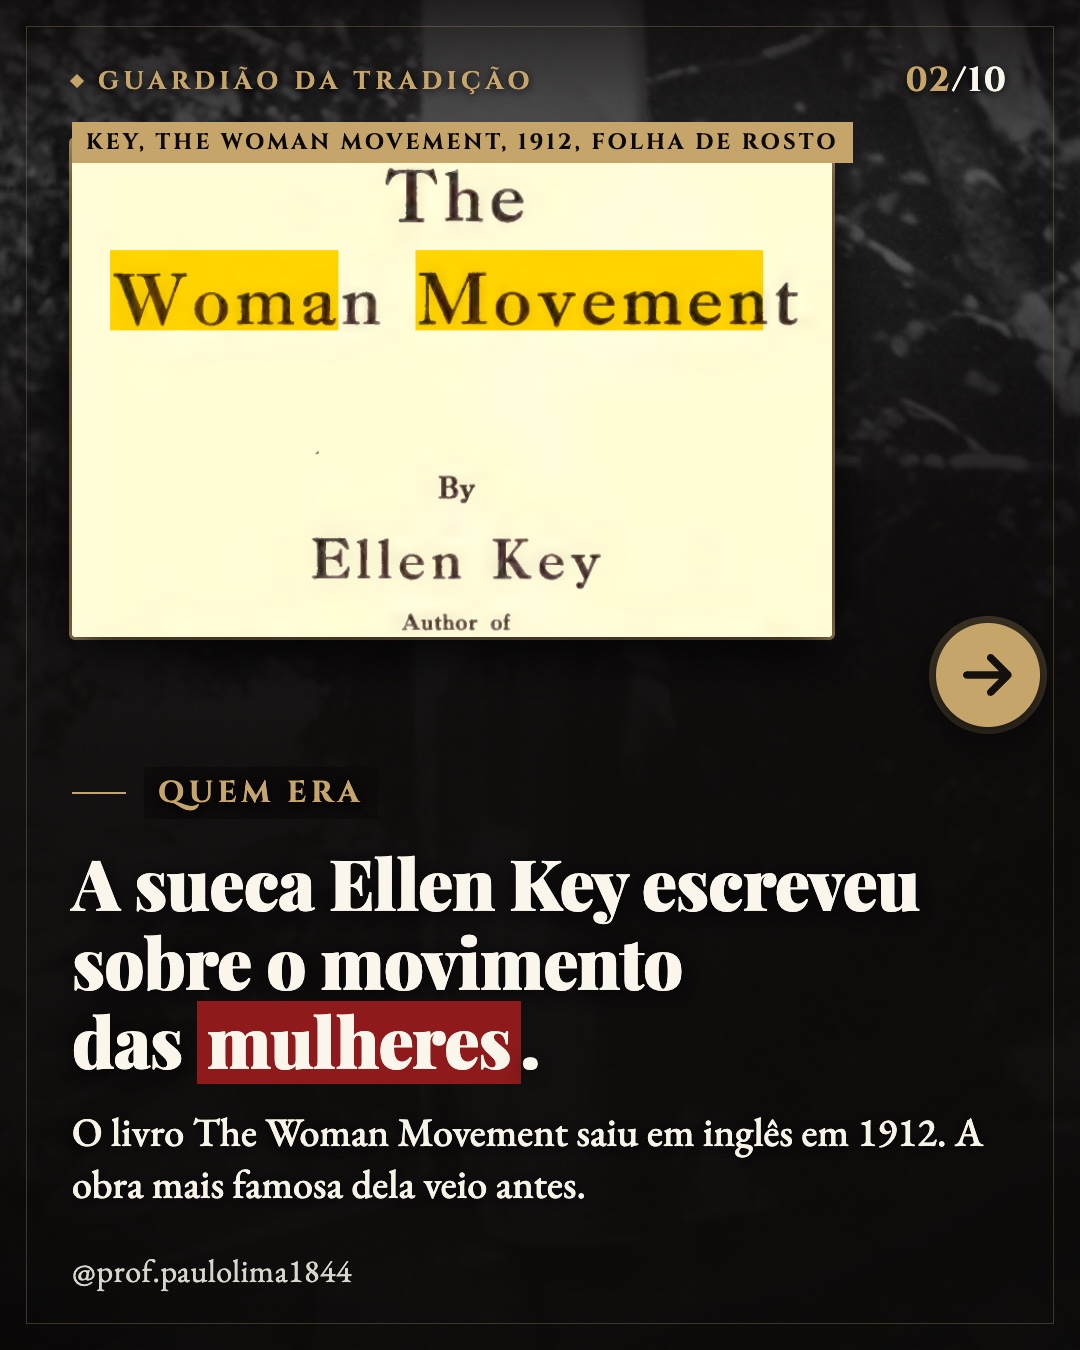 GUARDIÃO DA TRADIÇÃO
02/10
KEY, THE WOMAN MOVEMENT, 1912, FOLHA DE ROSTO
The
Woman Movement
By
Ellen Key
Author of
QUEM ERA
A sueca Ellen Key escreveu
sobre o movimento
das mulheres.
O livro The Woman Movement saiu em inglês em 1912. A
obra mais famosa dela veio antes.
@prof.paulolima1844